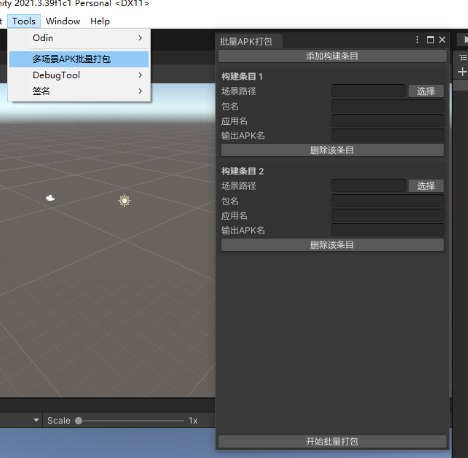 nity 2021.3.39f1c1 Personal <DX11>
Tools Window Help
Odin
多场景APK批量打包
DebugTool
签名
Scale 1x
批量APK打包
添加构建条目
构建条目 1
场景路径 选择
包名
应用名
输出APK名
删除该条目
构建条目 2
场景路径 选择
包名
应用名
输出APK名
删除该条目
开始批量打包